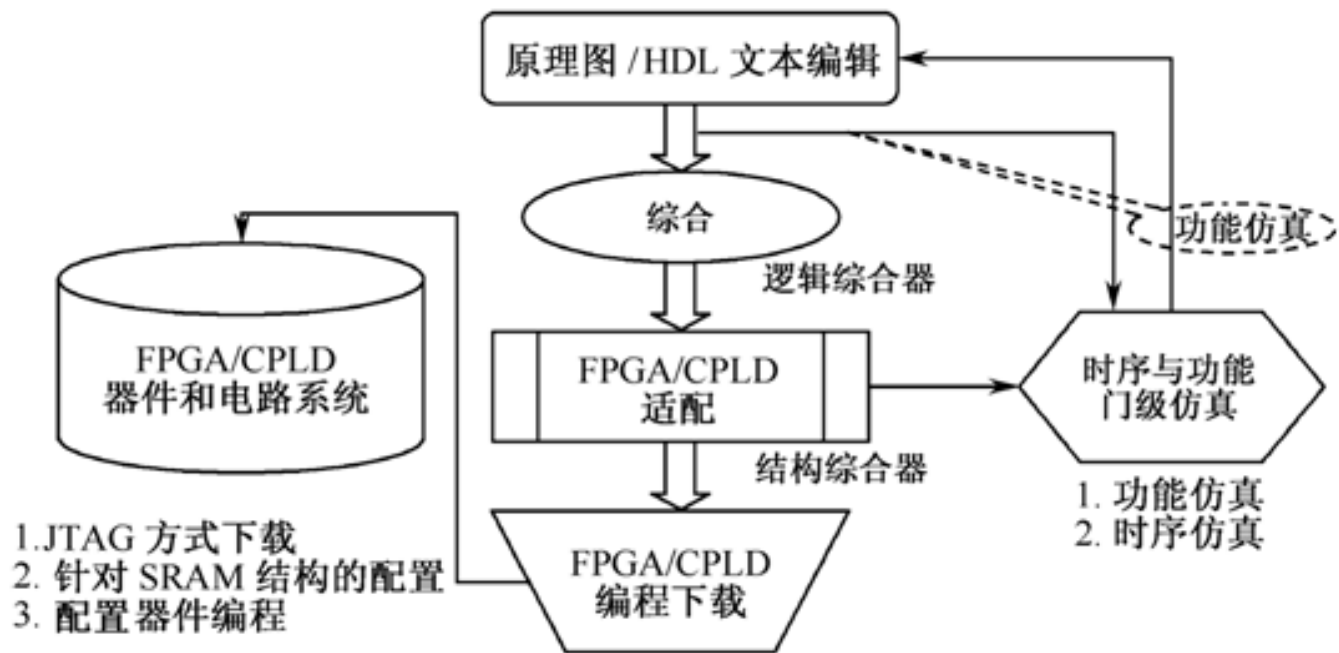 原理图/HDL 文本编辑
综合
功能仿真
逻辑综合器
FPGA/CPLD
器件和电路系统
FPGA/CPLD
适配
时序与功能
门级仿真
结构综合器
1. 功能仿真
2. 时序仿真
1.JTAG 方式下载
2. 针对 SRAM 结构的配置
3. 配置器件编程
FPGA/CPLD
编程下载